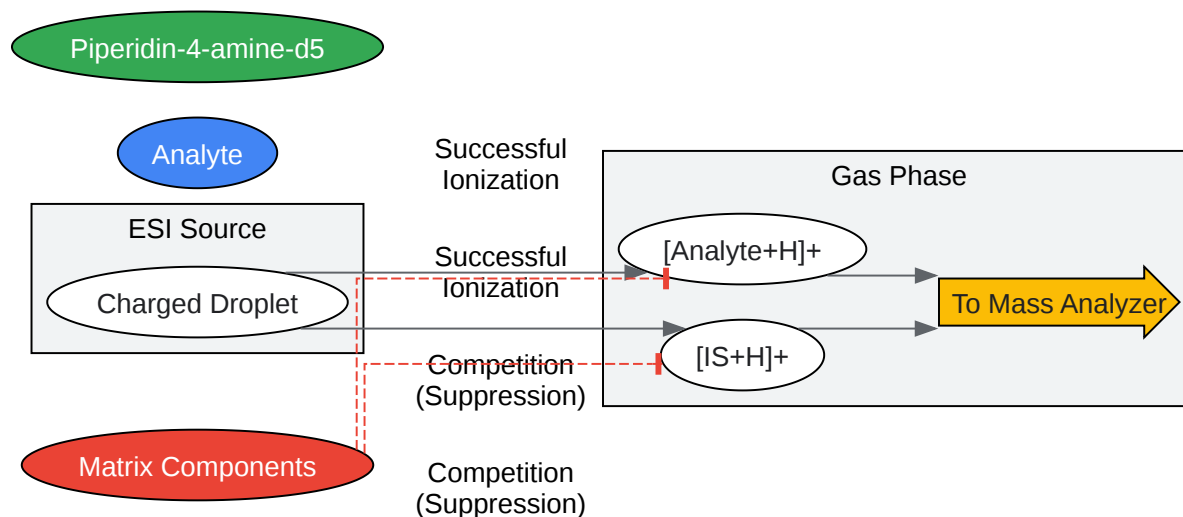 Piperidin-4-amine-d5
Analyte
ESI Source
Charged Droplet
Matrix Components
Successful
Ionization
Successful
Ionization
Competition
(Suppression)
Competition
(Suppression)
Gas Phase
[Analyte+H]+
[IS+H]+
To Mass Analyzer